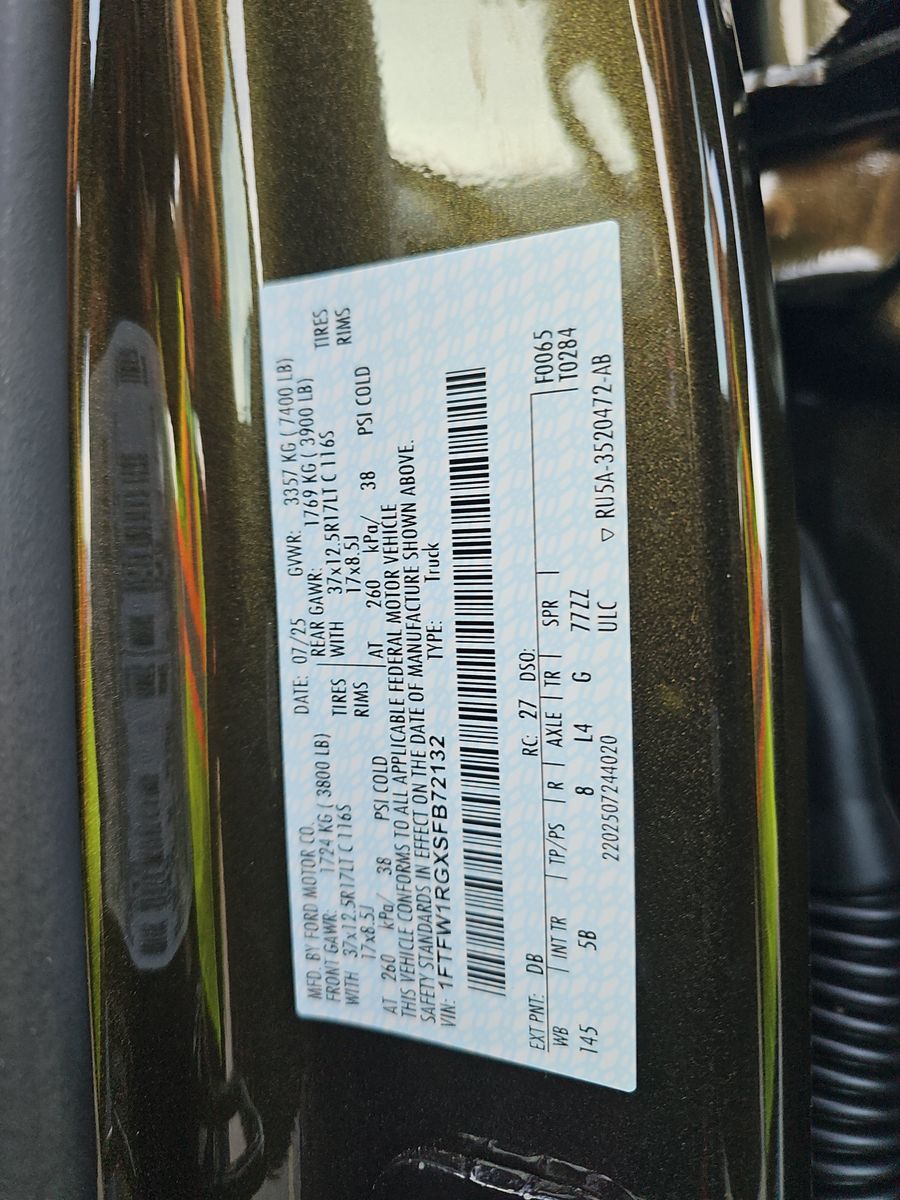 MFD. BY FORD MOTOR CO.
DATE: 07/25 GVWR: 3357 KG ( 7400 LB)
FRONT GAWR: 1724 KG ( 3800 LB) REAR GAWR: 1769 KG ( 3900 LB)
WITH 37x12.5R17LT C 116S TIRES WITH 37x12.5R17LT C 116S TIRES
17x8.5J RIMS 17x8.5J RIMS
AT 260 kPa/ 38 PSI COLD AT 260 kPa/ 38 PSI COLD
THIS VEHICLE CONFORMS TO ALL APPLICABLE FEDERAL MOTOR VEHICLE
SAFETY STANDARDS IN EFFECT ON THE DATE OF MANUFACTURE SHOWN ABOVE.
VIN: 1FTFW1RGXSFB72132 TYPE: Truck
EXT PNT: DB RC: 27 DSO: F0065
WB INT TR TP/PS R AXLE TR SPR T0284
145 5B 8 L4 G 77ZZ
2202507244020 ULC
▽ RU5A-3520472-AB